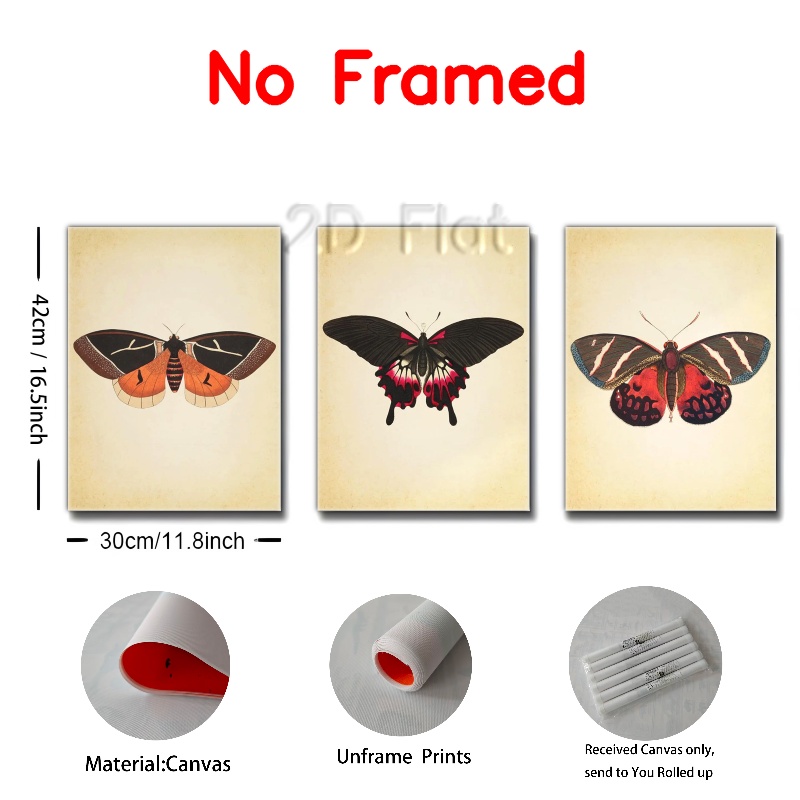 No Framed
2D Flat
42cm / 16.5inch
30cm/11.8inch
Material:Canvas
Unframe Prints
Received Canvas only,
send to You Rolled up